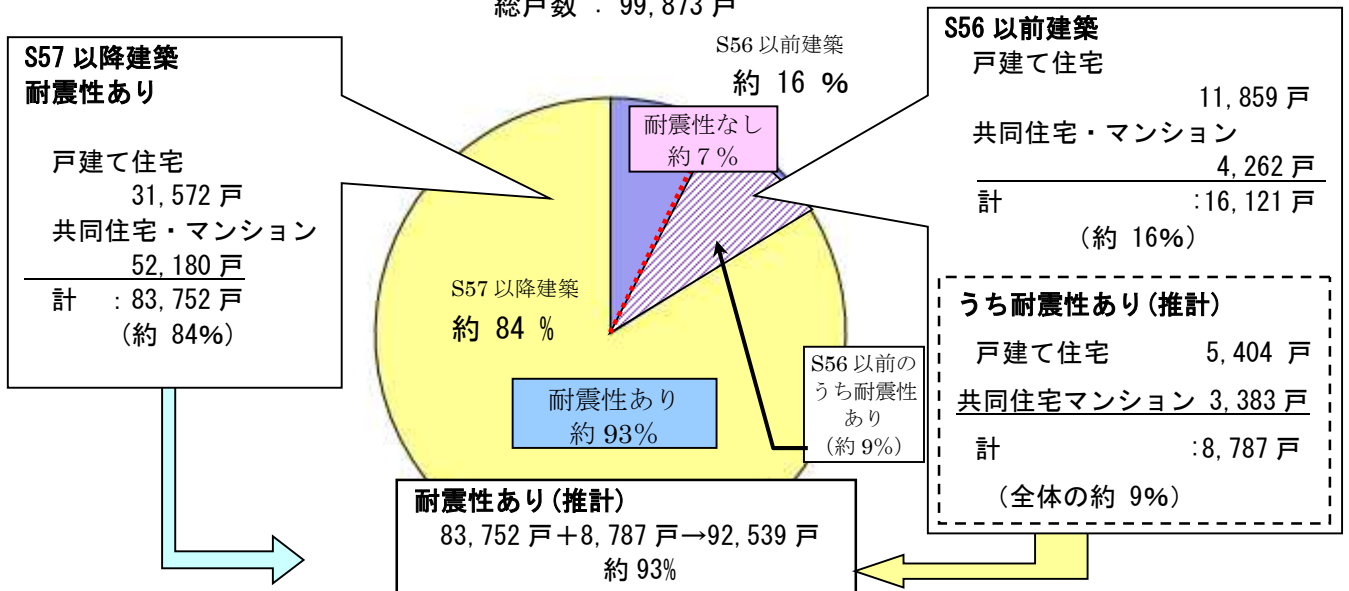 総戸数 : 99,873 戸
S57 以降建築
耐震性あり
戸建て住宅
31,572 戸
共同住宅・マンション
52,180 戸
計 : 83,752 戸
(約 84%)
S56 以前建築
約 16 %
耐震性なし
約 7 %
S57 以降建築
約 84 %
耐震性あり
約 93%
S56 以前の
うち耐震性
あり
(約 9%)
S56 以前建築
戸建て住宅
11,859 戸
共同住宅・マンション
4,262 戸
計 :16,121 戸
(約 16%)
うち耐震性あり(推計)
戸建て住宅 5,404 戸
共同住宅マンション 3,383 戸
計 :8,787 戸
(全体の約 9%)
耐震性あり(推計)
83,752 戸+8,787 戸→92,539 戸
約 93%